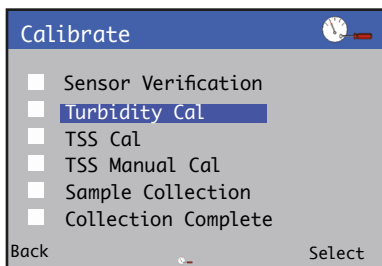 Calibrate
Sensor Verification
Turbidity Cal
TSS Cal
TSS Manual Cal
Sample Collection
Collection Complete
Back Select